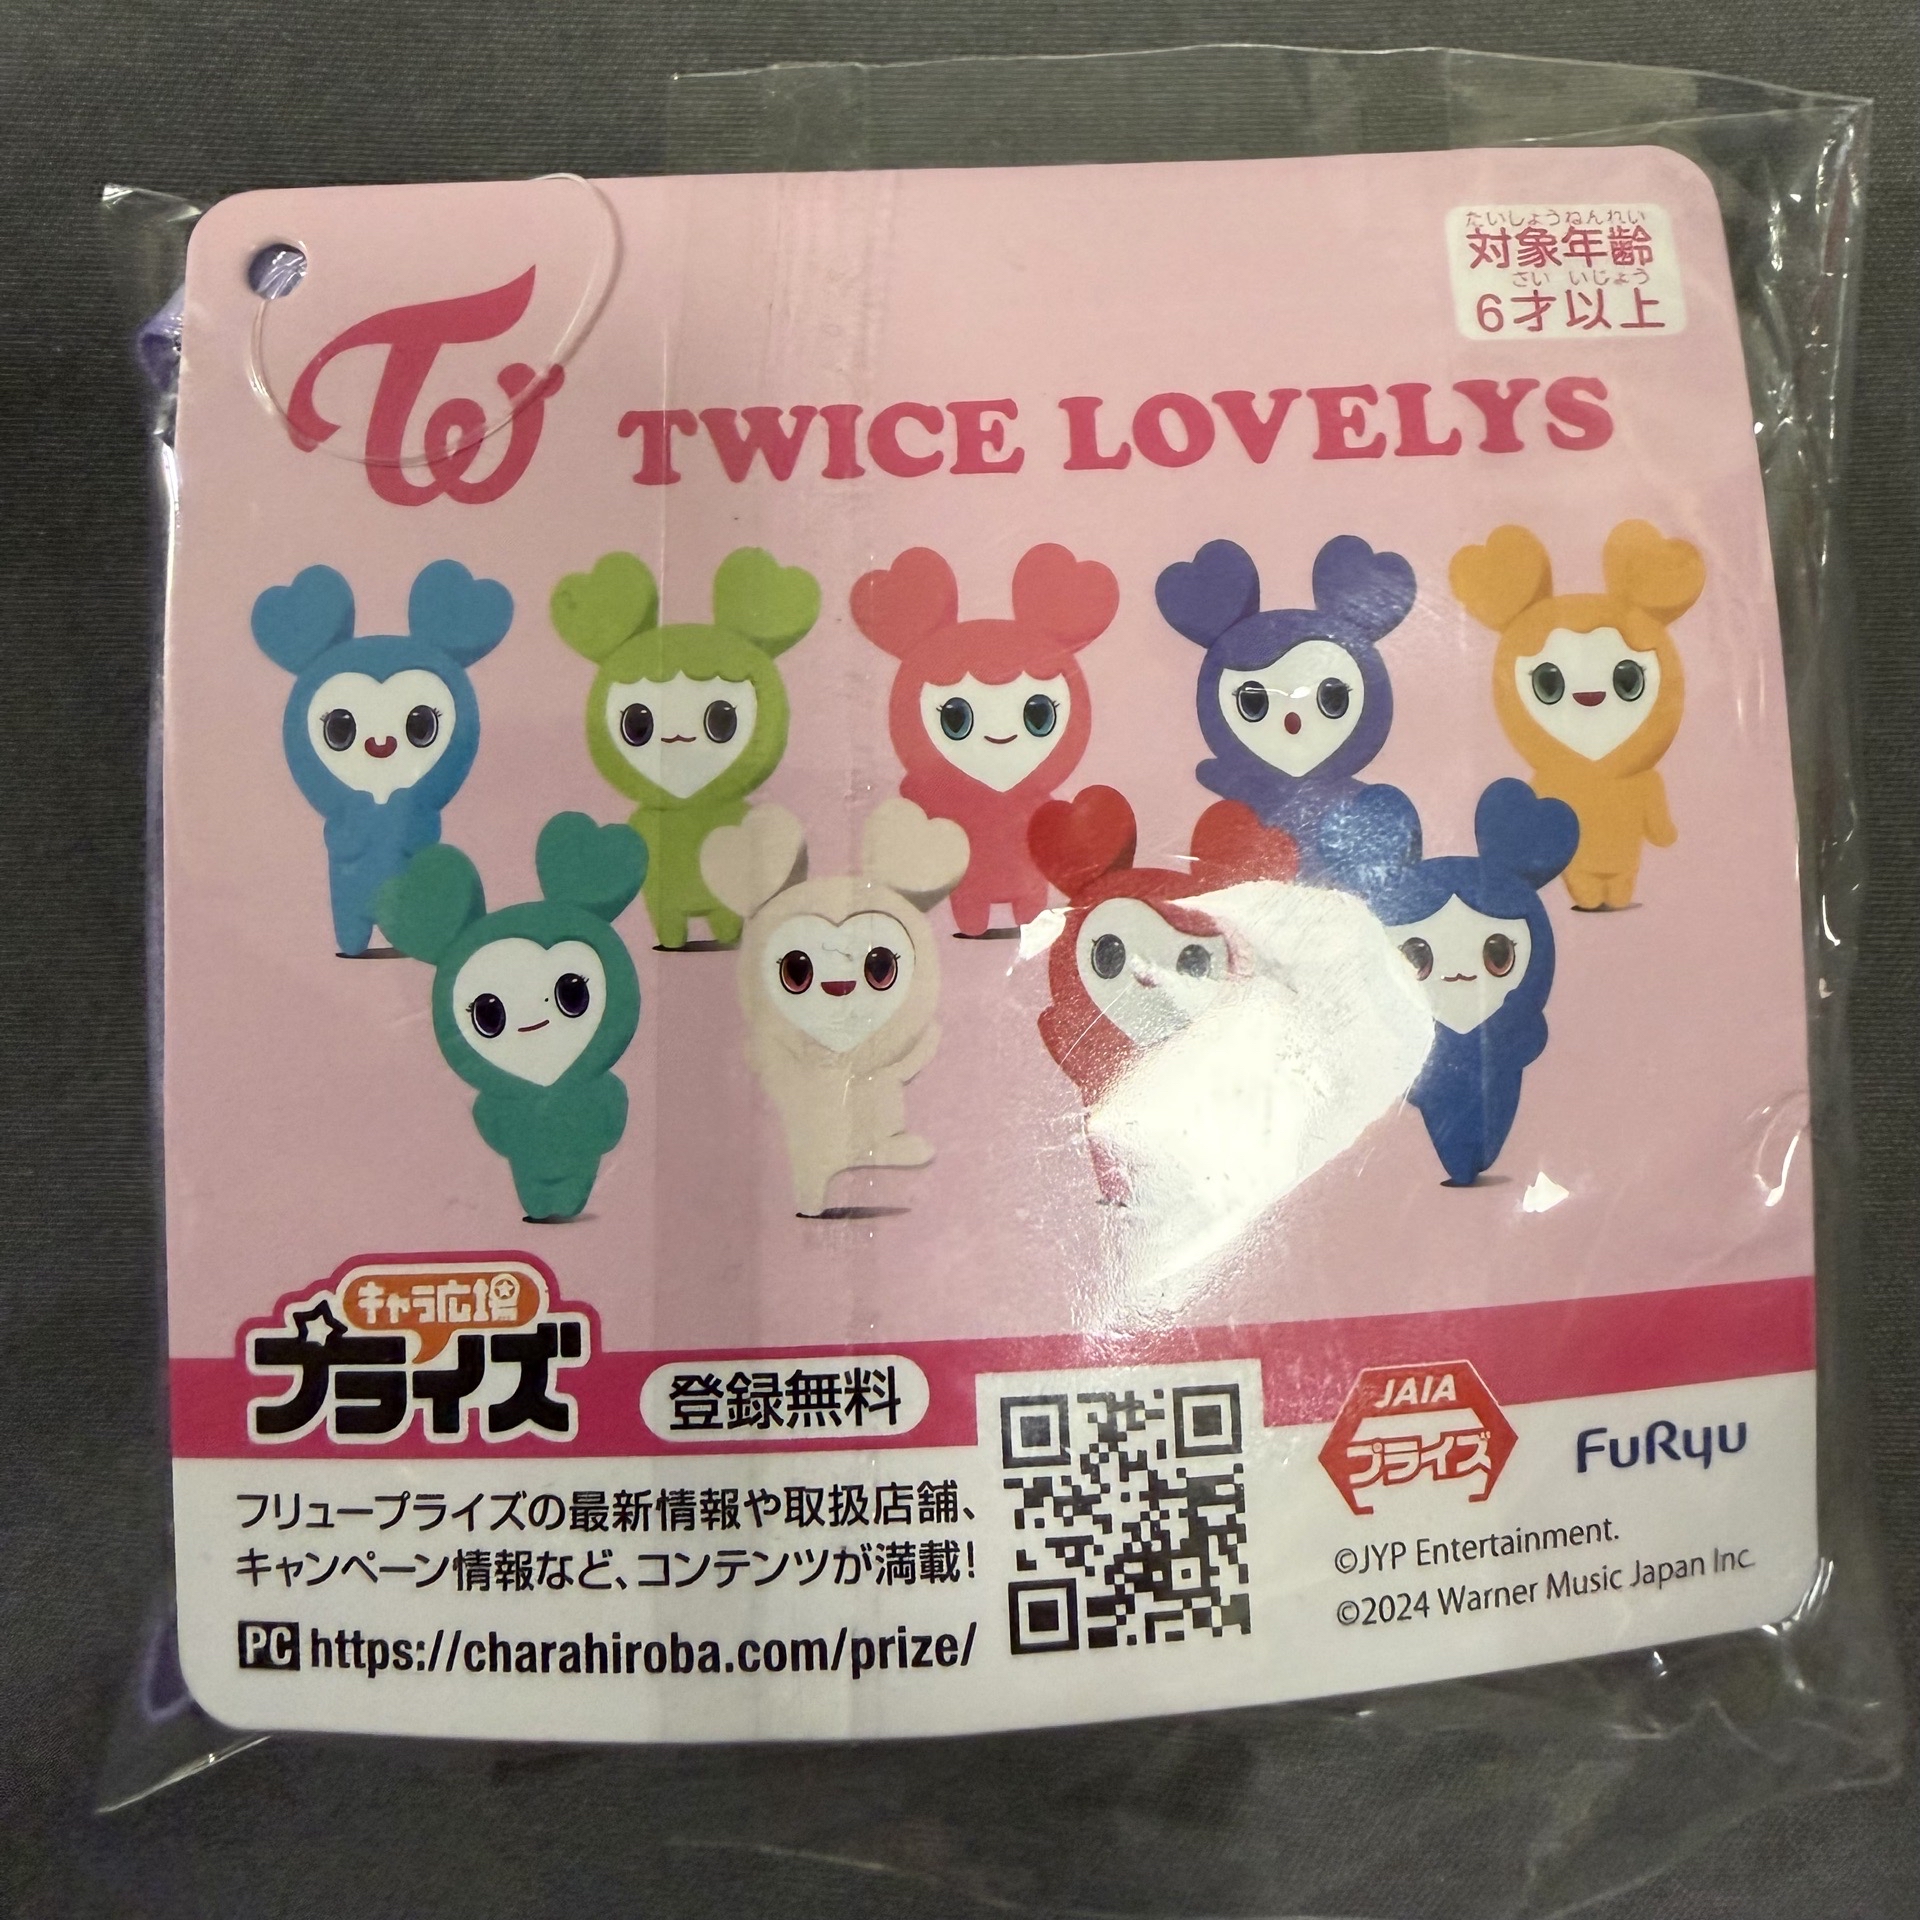 たいしょうねんれい
対象年齢
さい いじょう
6才以上
TW
TWICE LOVELYS
キャラ広場
プライズ
登録無料
フリュープライズの最新情報や取扱店舗、
キャンペーン情報など、コンテンツが満載!
PC https://charahiroba.com/prize/
JAIA
プライズ
FuRyu
©JYP Entertainment.
©2024 Warner Music Japan Inc.